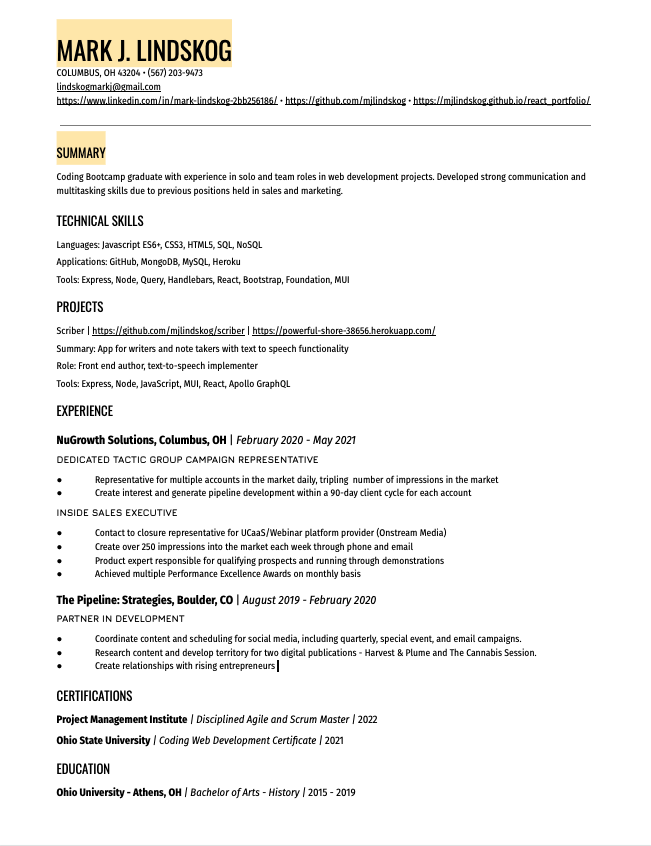 MARK J. LINDSKOG
COLUMBUS, OH 43204 • (567) 203-9473
lindskogmarkj@gmail.com
https://www.linkedin.com/in/mark-lindskog-2bb256186/ • https://github.com/mjlindskog • https://mjlindskog.github.io/react_portfolio/
SUMMARY
Coding Bootcamp graduate with experience in solo and team roles in web development projects. Developed strong communication and
multitasking skills due to previous positions held in sales and marketing.
TECHNICAL SKILLS
Languages: Javascript ES6+, CSS3, HTML5, SQL, NoSQL
Applications: GitHub, MongoDB, MySQL, Heroku
Tools: Express, Node, Query, Handlebars, React, Bootstrap, Foundation, MUI
PROJECTS
Scriber | https://github.com/mjlindskog/scriber | https://powerful-shore-38656.herokuapp.com/
Summary: App for writers and note takers with text to speech functionality
Role: Front end author, text-to-speech implementer
Tools: Express, Node, JavaScript, MUI, React, Apollo GraphQL
EXPERIENCE
NuGrowth Solutions, Columbus, OH | February 2020 - May 2021
DEDICATED TACTIC GROUP CAMPAIGN REPRESENTATIVE
● Representative for multiple accounts in the market daily, tripling  number of impressions in the market
● Create interest and generate pipeline development within a 90-day client cycle for each account
INSIDE SALES EXECUTIVE
● Contact to closure representative for UCaaS/Webinar platform provider (Onstream Media)
● Create over 250 impressions into the market each week through phone and email
● Product expert responsible for qualifying prospects and running through demonstrations
● Achieved multiple Performance Excellence Awards on monthly basis
The Pipeline: Strategies, Boulder, CO | August 2019 - February 2020
PARTNER IN DEVELOPMENT
● Coordinate content and scheduling for social media, including quarterly, special event, and email campaigns.
● Research content and develop territory for two digital publications - Harvest & Plume and The Cannabis Session.
● Create relationships with rising entrepreneurs
CERTIFICATIONS
Project Management Institute | Disciplined Agile and Scrum Master | 2022
Ohio State University | Coding Web Development Certificate | 2021
EDUCATION
Ohio University - Athens, OH | Bachelor of Arts - History | 2015 - 2019